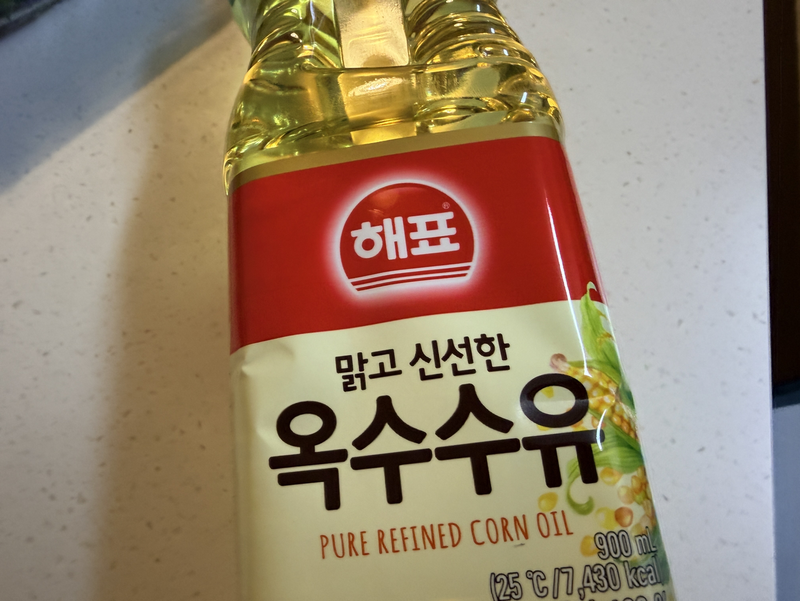 해표
®
맑고 신선한
옥수수유
PURE REFINED CORN OIL
900 mL
(25 ℃/7,430 kcal